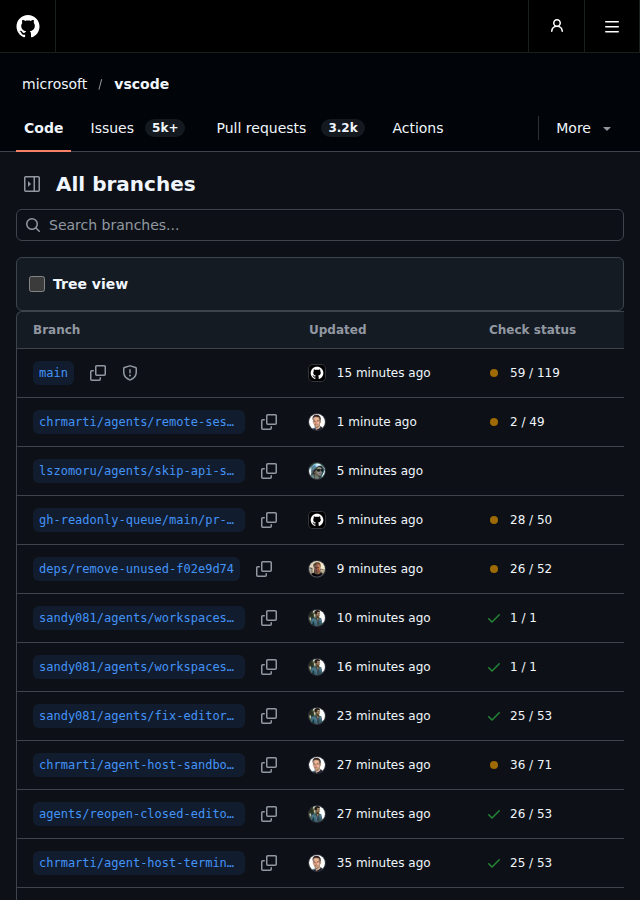 microsoft / vscode
Code Issues 5k+ Pull requests 3.2k Actions More
All branches
Search branches...
Tree view
Branch Updated Check status
main 15 minutes ago 59 / 119
chrmarti/agents/remote-ses… 1 minute ago 2 / 49
lszomoru/agents/skip-api-s… 5 minutes ago
gh-readonly-queue/main/pr-… 5 minutes ago 28 / 50
deps/remove-unused-f02e9d74 9 minutes ago 26 / 52
sandy081/agents/workspaces… 10 minutes ago 1 / 1
sandy081/agents/workspaces… 16 minutes ago 1 / 1
sandy081/agents/fix-editor… 23 minutes ago 25 / 53
chrmarti/agent-host-sandbo… 27 minutes ago 36 / 71
agents/reopen-closed-edito… 27 minutes ago 26 / 53
chrmarti/agent-host-termin… 35 minutes ago 25 / 53